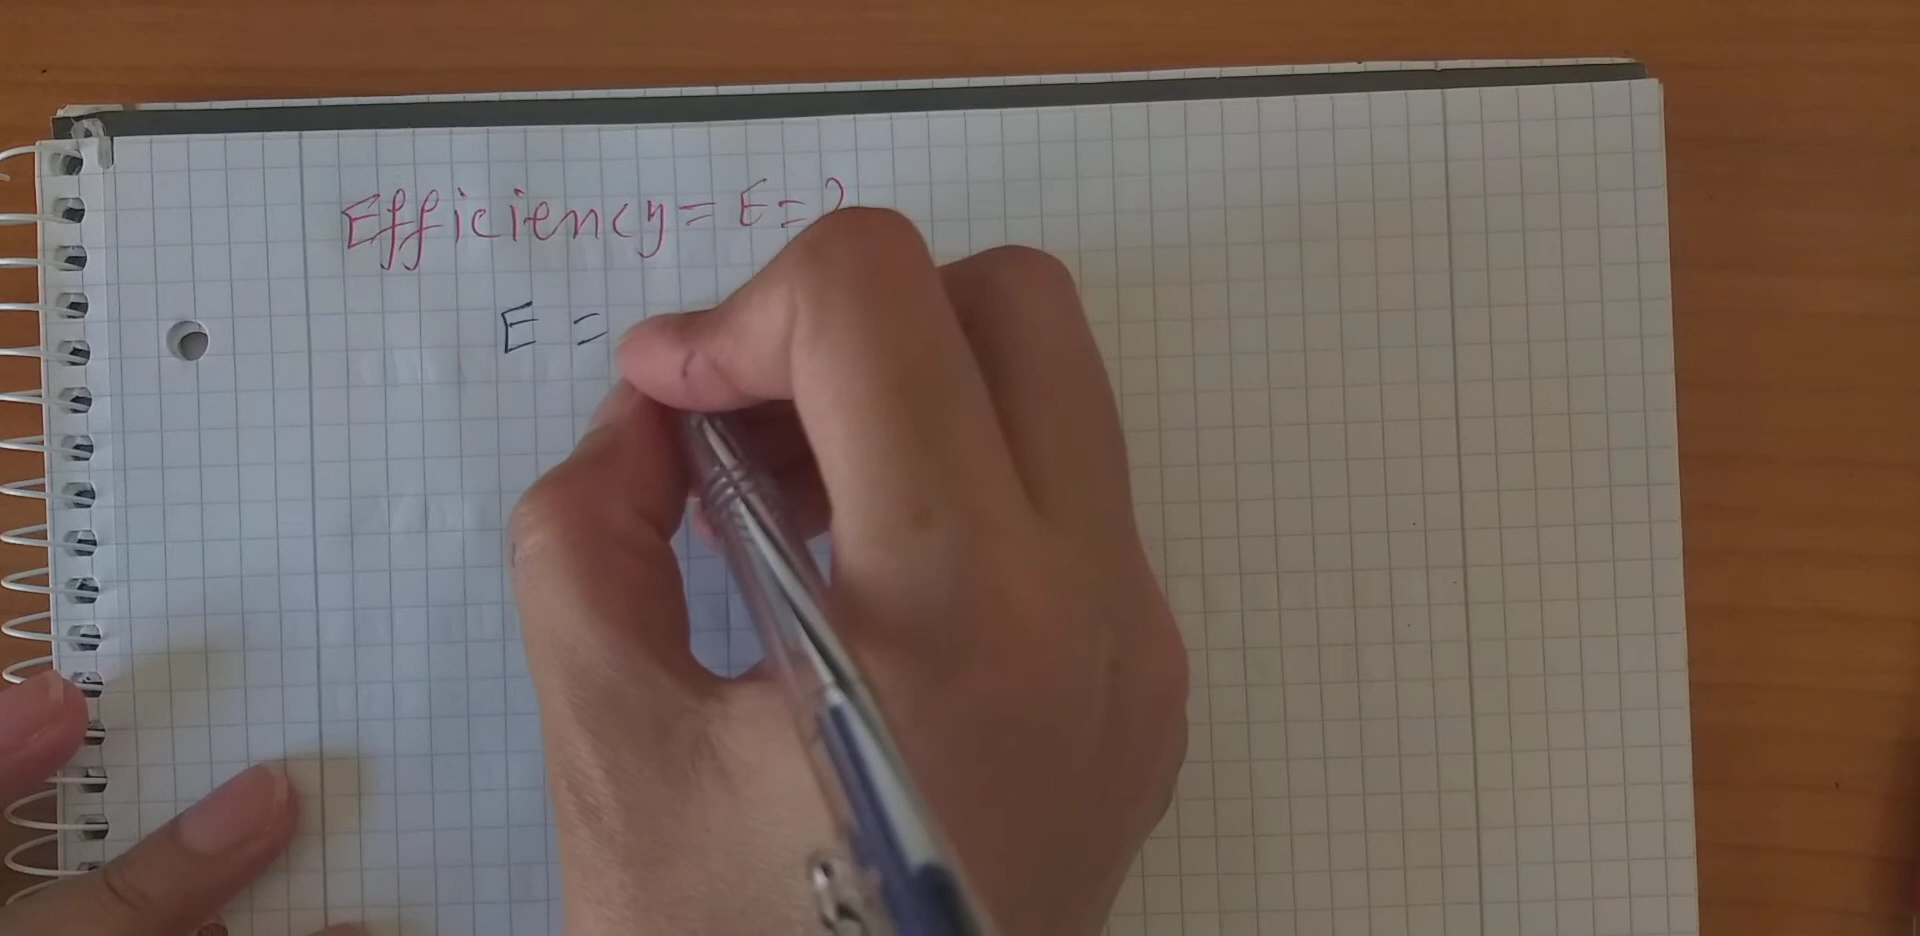 Efficiency = E = ?
E =